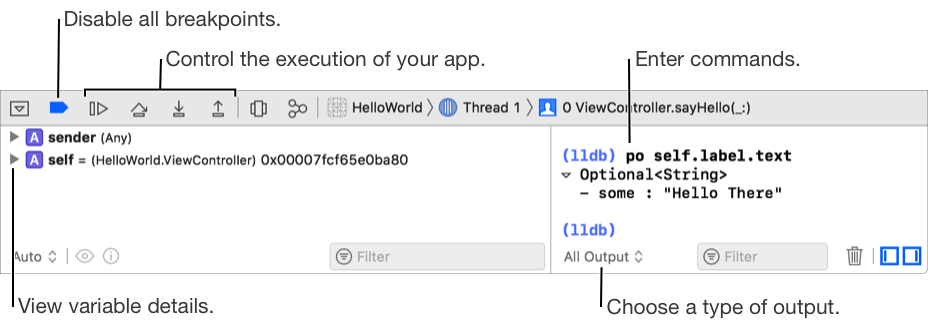 Disable all breakpoints.
Control the execution of your app.
Enter commands.
HelloWorld Thread 1 0 ViewController.sayHello(_:)
A sender (Any)
A self = (HelloWorld.ViewController) 0x00007fcf65e0ba80
(lldb) po self.label.text
Optional<String>
- some : "Hello There"
(lldb)
Auto
Filter
All Output
Filter
View variable details.
Choose a type of output.